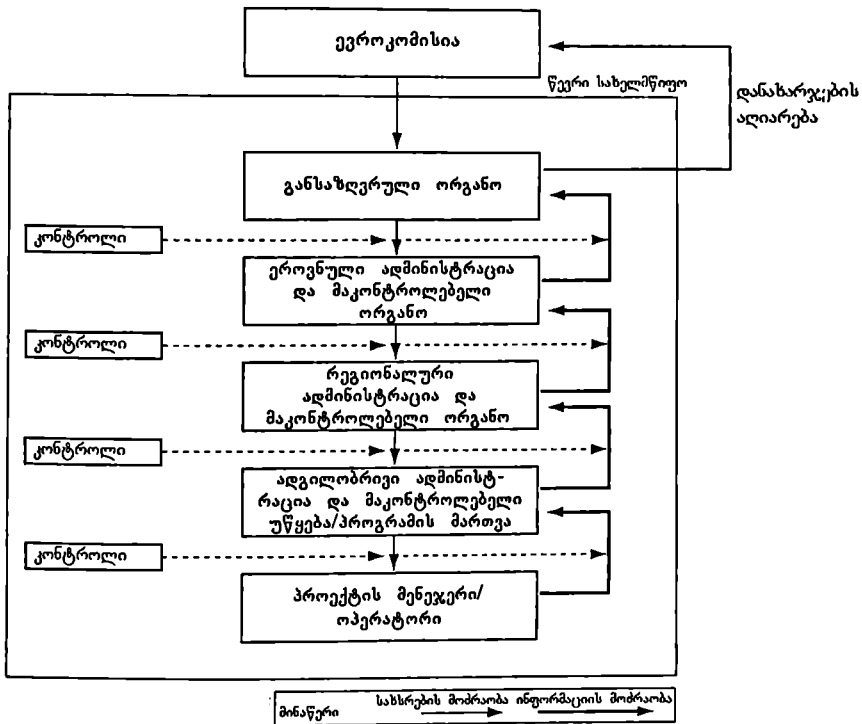 ევროკომისია
წევრი სახელმწიფო
დანახარჯების
აღიარება
განსაზღვრული ორგანო
კონტროლი
ეროვნული ადმინისტრაცია
და მაკონტროლებელი
ორგანო
კონტროლი
რეგიონალური
ადმინისტრაცია და
მაკონტროლებელი ორგანო
კონტროლი
ადგილობრივი ადმინისტ-
რაცია და მაკონტროლებელი
უწყება/პროგრამის მართვა
კონტროლი
პროექტის მენეჯერი/
ოპერატორი
მინაწერი სახსრების მოძრაობა ინფორმაციის მოძრაობა